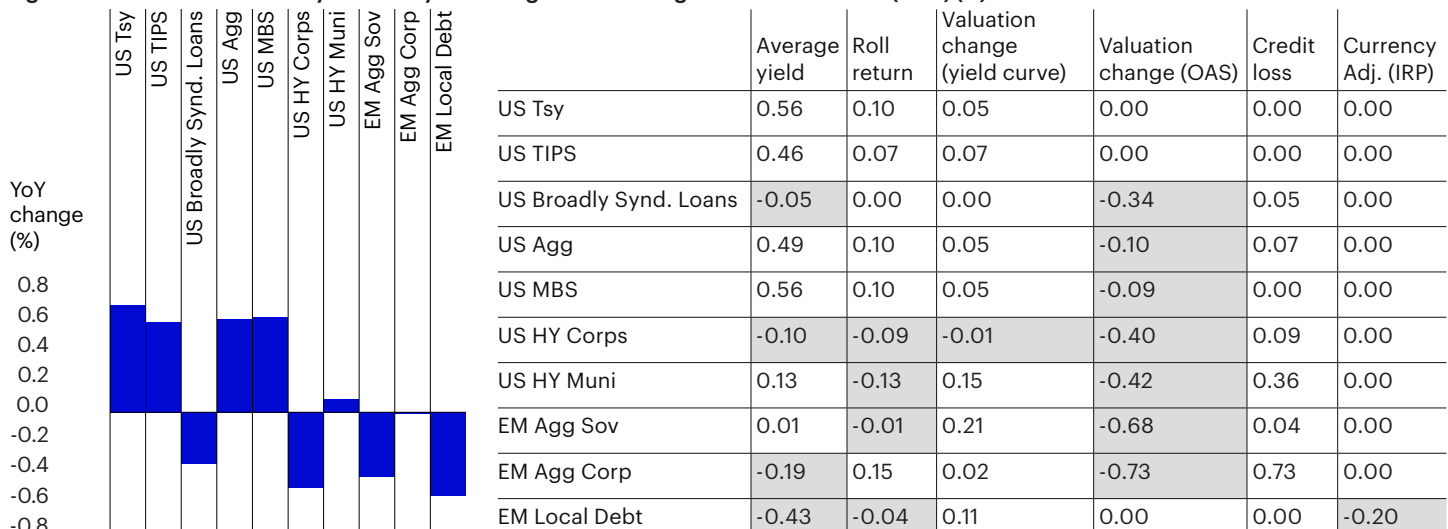 US Tsy
US TIPS
US Broadly Synd. Loans
US Agg
US MBS
US HY Corps
US HY Muni
EM Agg Sov
EM Agg Corp
EM Local Debt
YoY
change
(%)
0.8
0.6
0.4
0.2
0.0
-0.2
-0.4
-0.6
-0.8
Average yield Roll return Valuation change (yield curve) Valuation change (OAS) Credit loss Currency Adj. (IRP)
US Tsy 0.56 0.10 0.05 0.00 0.00 0.00
US TIPS 0.46 0.07 0.07 0.00 0.00 0.00
US Broadly Synd. Loans -0.05 0.00 0.00 -0.34 0.05 0.00
US Agg 0.49 0.10 0.05 -0.10 0.07 0.00
US MBS 0.56 0.10 0.05 -0.09 0.00 0.00
US HY Corps -0.10 -0.09 -0.01 -0.40 0.09 0.00
US HY Muni 0.13 -0.13 0.15 -0.42 0.36 0.00
EM Agg Sov 0.01 -0.01 0.21 -0.68 0.04 0.00
EM Agg Corp -0.19 0.15 0.02 -0.73 0.73 0.00
EM Local Debt -0.43 -0.04 0.11 0.00 0.00 -0.20